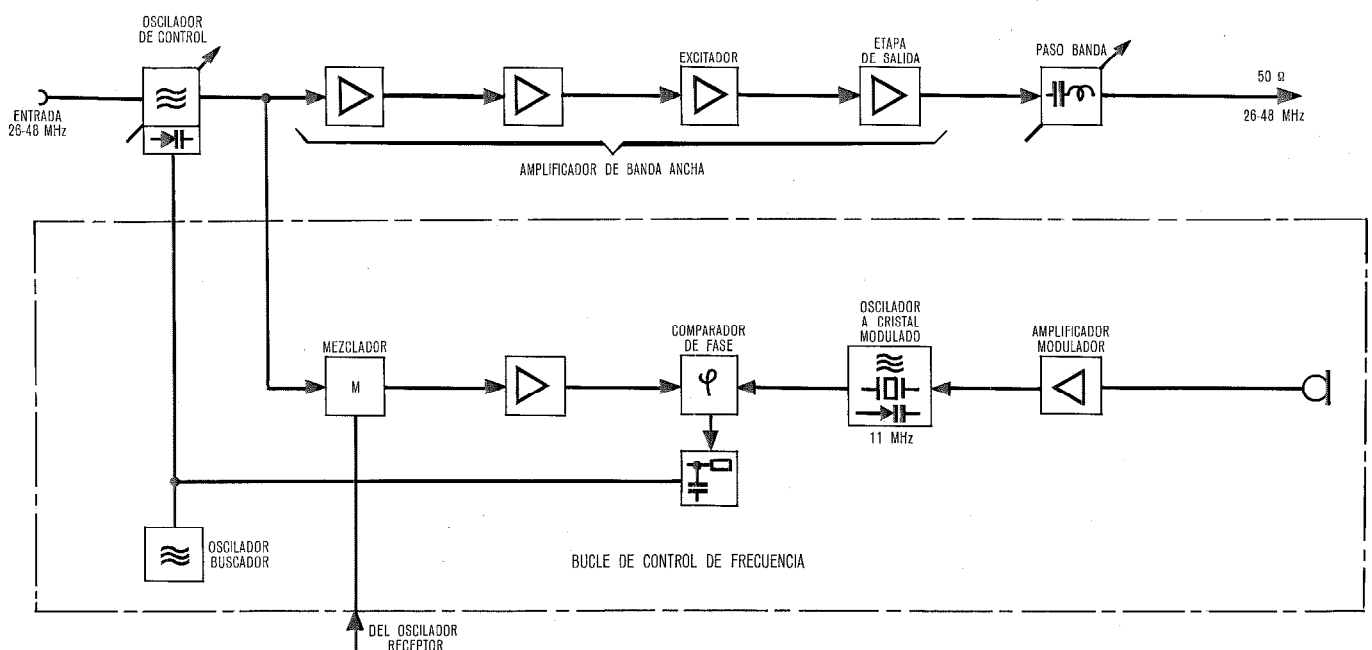 OSCILADOR
DE CONTROL
ENTRADA
26-48 MHz
EXCITADOR
ETAPA
DE SALIDA
PASO BANDA
50 Ω
26-48 MHz
AMPLIFICADOR DE BANDA ANCHA
MEZCLADOR
M
COMPARADOR
DE FASE
φ
OSCILADOR
A CRISTAL
MODULADO
11 MHz
AMPLIFICADOR
MODULADOR
OSCILADOR
BUSCADOR
BUCLE DE CONTROL DE FRECUENCIA
DEL OSCILADOR
RECEPTOR